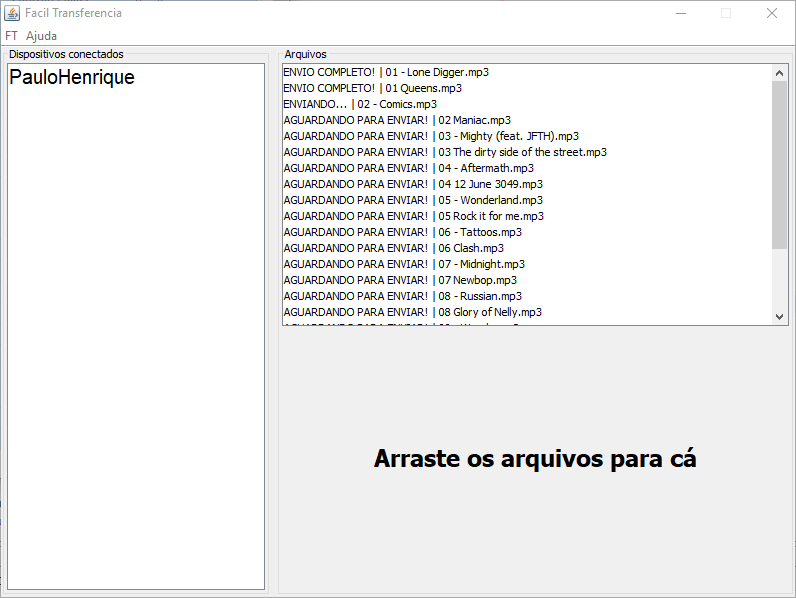 Facil Transferencia
FT Ajuda
Dispositivos conectados
PauloHenrique
Arquivos
ENVIO COMPLETO! | 01 - Lone Digger.mp3
ENVIO COMPLETO! | 01 Queens.mp3
ENVIANDO... | 02 - Comics.mp3
AGUARDANDO PARA ENVIAR! | 02 Maniac.mp3
AGUARDANDO PARA ENVIAR! | 03 - Mighty (feat. JFTH).mp3
AGUARDANDO PARA ENVIAR! | 03 The dirty side of the street.mp3
AGUARDANDO PARA ENVIAR! | 04 - Aftermath.mp3
AGUARDANDO PARA ENVIAR! | 04 12 June 3049.mp3
AGUARDANDO PARA ENVIAR! | 05 - Wonderland.mp3
AGUARDANDO PARA ENVIAR! | 05 Rock it for me.mp3
AGUARDANDO PARA ENVIAR! | 06 - Tattoos.mp3
AGUARDANDO PARA ENVIAR! | 06 Clash.mp3
AGUARDANDO PARA ENVIAR! | 07 - Midnight.mp3
AGUARDANDO PARA ENVIAR! | 07 Newbop.mp3
AGUARDANDO PARA ENVIAR! | 08 - Russian.mp3
AGUARDANDO PARA ENVIAR! | 08 Glory of Nelly.mp3
AGUARDANDO PARA ENVIAR! |
Arraste os arquivos para cá